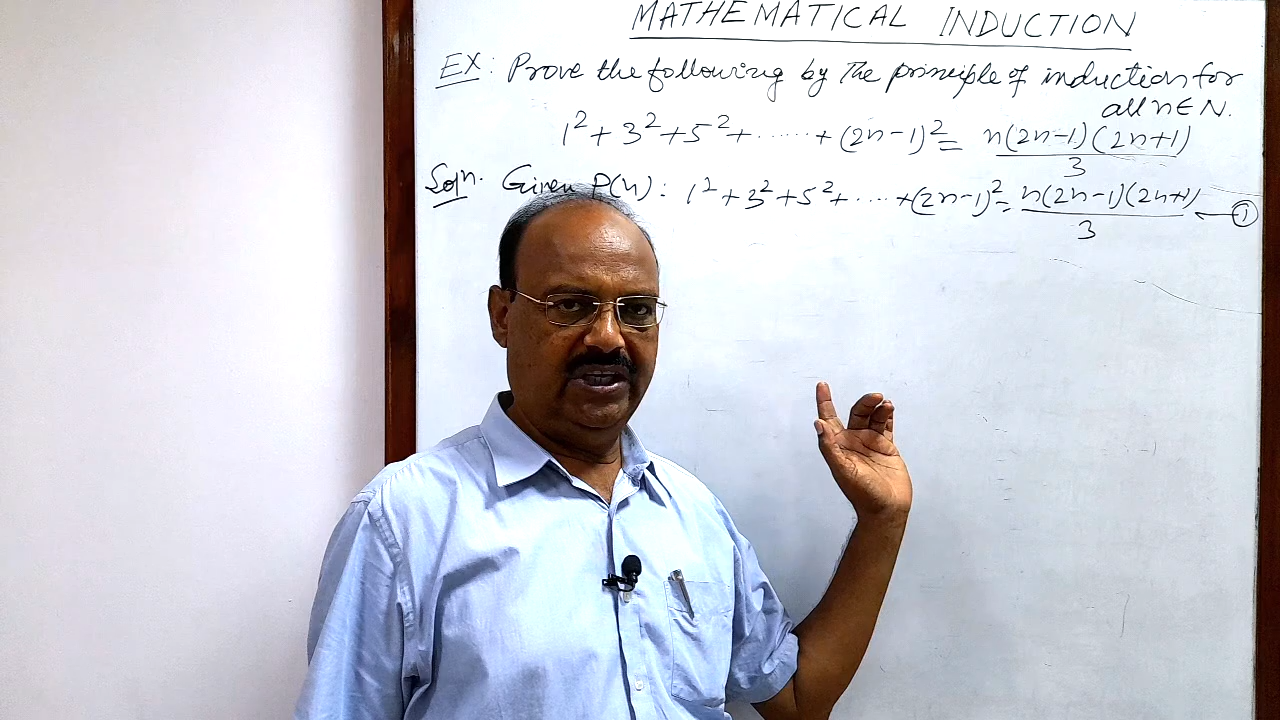 MATHEMATICAL INDUCTION
EX: Prove the following by the principle of induction for
all n∈N.
1² + 3² + 5² + ...... + (2n-1)² = n(2n-1)(2n+1)/3
Soln. Given P(n): 1² + 3² + 5² + .... + (2n-1)² = n(2n-1)(2n+1)/3 ← ①